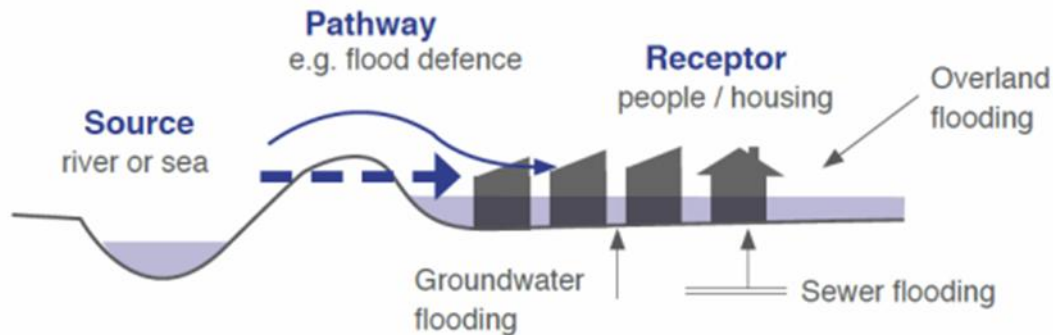 Pathway
e.g. flood defence
Receptor
people / housing
Overland
flooding
Source
river or sea
Groundwater
flooding
Sewer flooding